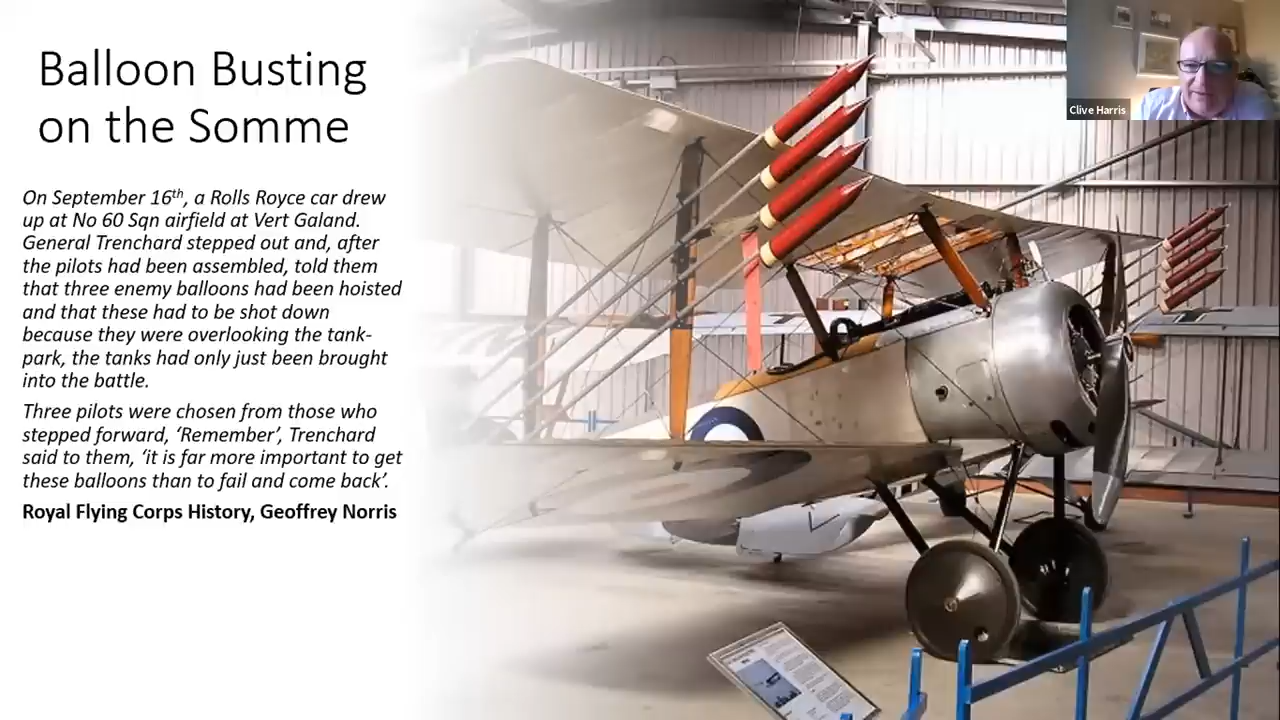 Balloon Busting
on the Somme
Clive Harris
On September 16th, a Rolls Royce car drew
up at No 60 Sqn airfield at Vert Galand.
General Trenchard stepped out and, after
the pilots had been assembled, told them
that three enemy balloons had been hoisted
and that these had to be shot down
because they were overlooking the tank-
park, the tanks had only just been brought
into the battle.
Three pilots were chosen from those who
stepped forward, ‘Remember’, Trenchard
said to them, ‘it is far more important to get
these balloons than to fail and come back’.
Royal Flying Corps History, Geoffrey Norris